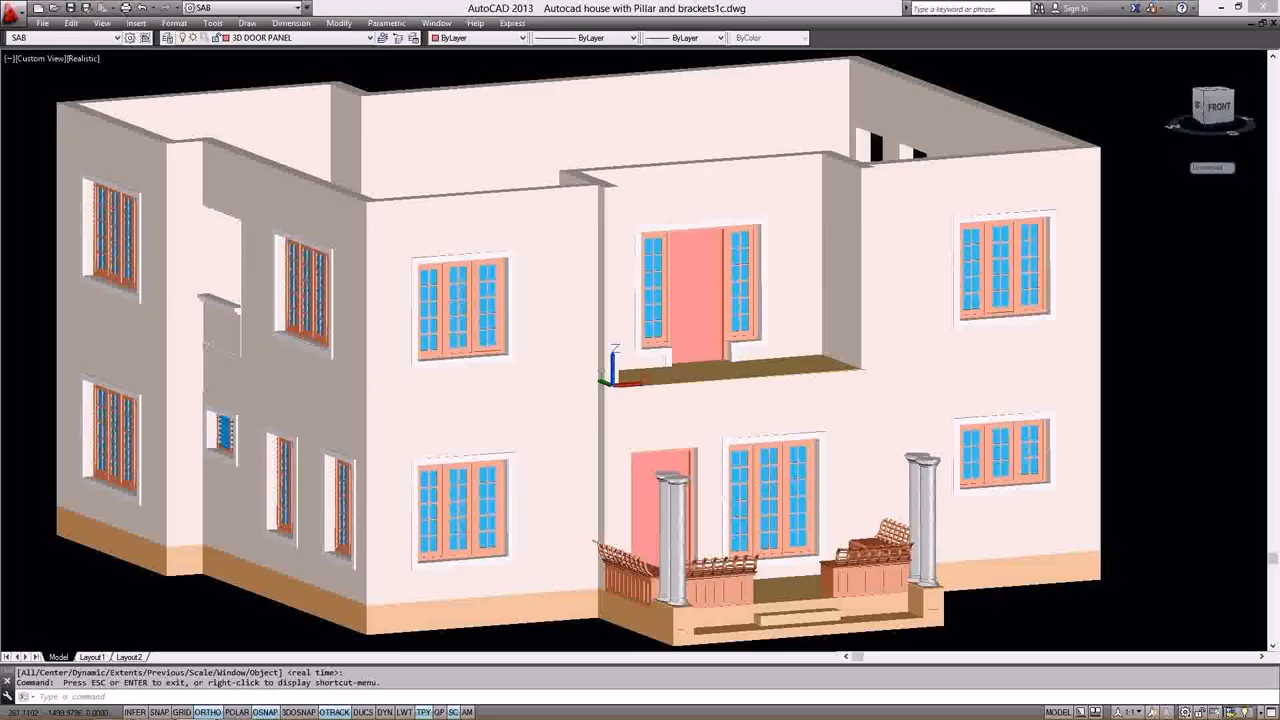 SAB
AutoCAD 2013 Autocad house with Pillar and brackets1c.dwg
Type a keyword or phrase
Sign In
File Edit View Insert Format Tools Draw Dimension Modify Parametric Window Help Express
SAB
3D DOOR PANEL
ByLayer
ByLayer
ByLayer
ByColor
[−][Custom View][Realistic]
FRONT
Unnamed
Z
Model Layout1 Layout2
[All/Center/Dynamic/Extents/Previous/Scale/Window/Object] <real time>:
Command: Press ESC or ENTER to exit, or right-click to display shortcut-menu.
Type a command
INFER SNAP GRID ORTHO POLAR OSNAP 3DOSNAP OTRACK DUCS DYN LWT TPY QP SC AM
MODEL
1:1